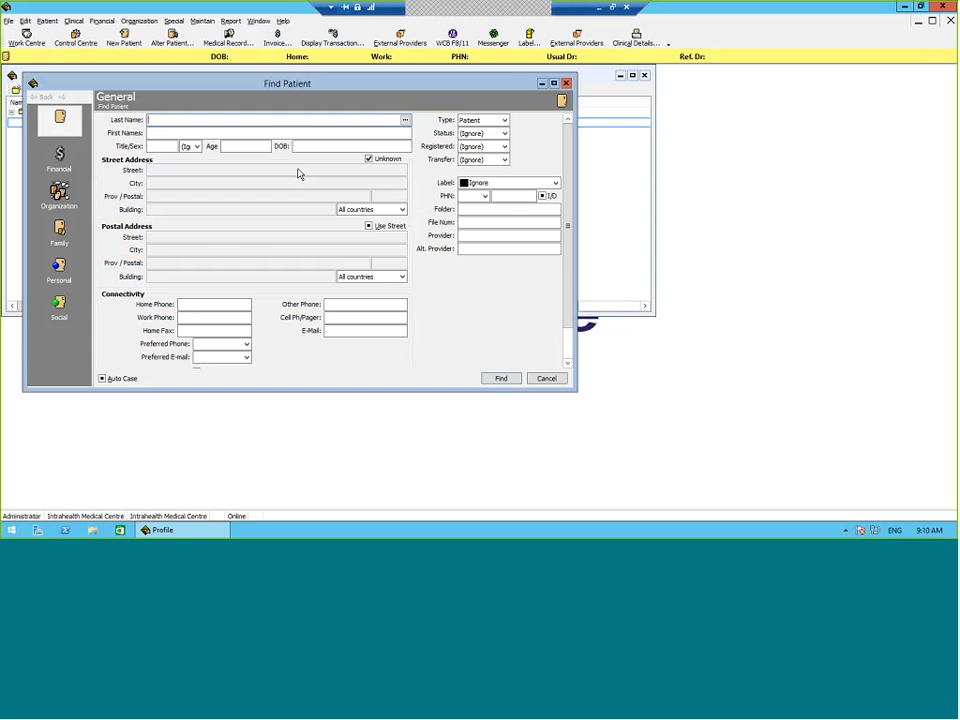 File Edit Patient Clinical Financial Organization Special Maintain Report Window Help
Work Centre Control Centre New Patient Alter Patient... Medical Record... Invoice... Display Transaction... External Providers WCB F8/11 Messenger Label... External Providers Clinical Details...
DOB: Home: Work: PHN: Usual Dr: Ref. Dr:
Find Patient
Back
General
Find Patient
Last Name:
First Names:
Title/Sex: (Ig Age DOB:
Street Address Unknown
Street:
City:
Prov / Postal:
Building: All countries
Postal Address Use Street
Street:
City:
Prov / Postal:
Building: All countries
Connectivity
Home Phone: Other Phone:
Work Phone: Cell Ph/Pager:
Home Fax: E-Mail:
Preferred Phone:
Preferred E-mail:
Type: Patient
Status: (Ignore)
Registered: (Ignore)
Transfer: (Ignore)
Label: Ignore
PHN: I/D
Folder:
File Num:
Provider:
Alt. Provider:
Financial
Organization
Family
Personal
Social
Auto Case Find Cancel
Administrator Intrahealth Medical Centre Intrahealth Medical Centre Online
Profile ENG 9:10 AM